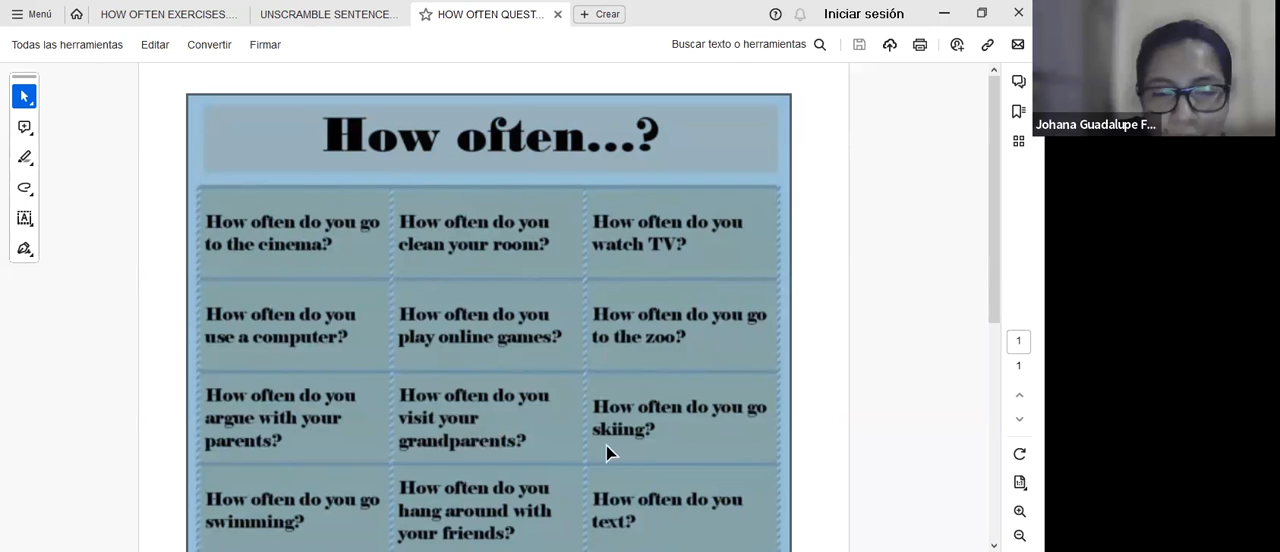 Menú
HOW OFTEN EXERCISES....
UNSCRAMBLE SENTENCE...
HOW OfTEN QUEST...
Crear
Iniciar sesión
Todas las herramientas
Editar
Convertir
Firmar
Buscar texto o herramientas
Johana Guadalupe F...
How often...?
How often do you go
to the cinema?
How often do you
clean your room?
How often do you
watch TV?
How often do you
use a computer?
How often do you
play online games?
How often do you go
to the zoo?
How often do you
argue with your
parents?
How often do you
visit your
grandparents?
How often do you go
skiing?
How often do you go
swimming?
How often do you
hang around with
your friends?
How often do you
text?
1
1